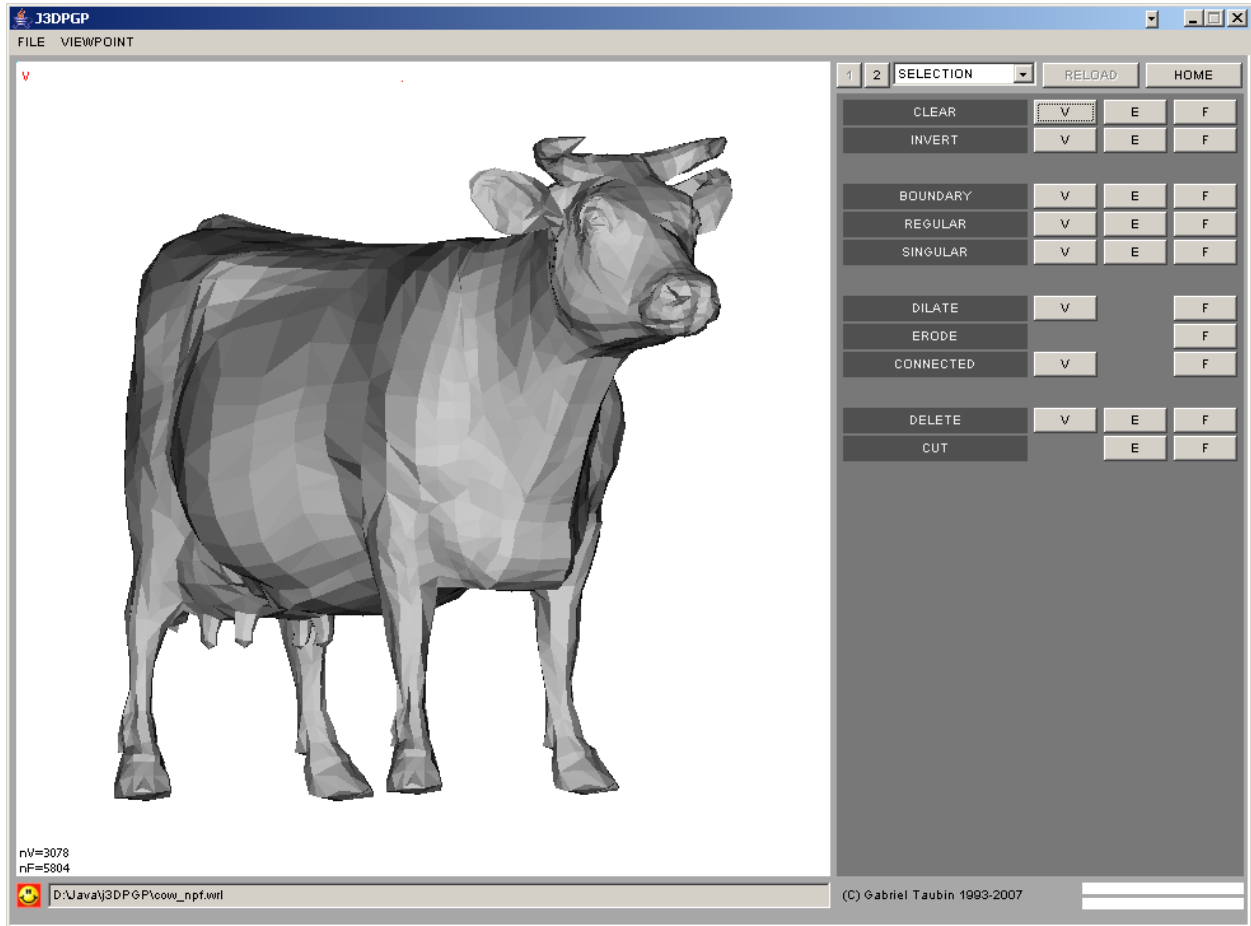 J3DPGP
FILE VIEWPOINT
V
1 2 SELECTION RELOAD HOME
CLEAR V E F
INVERT V E F
BOUNDARY V E F
REGULAR V E F
SINGULAR V E F
DILATE V F
ERODE F
CONNECTED V F
DELETE V E F
CUT E F
nV=3078
nF=5804
D:\Java\j3DPGP\cow_npf.wrl
(C) Gabriel Taubin 1993-2007